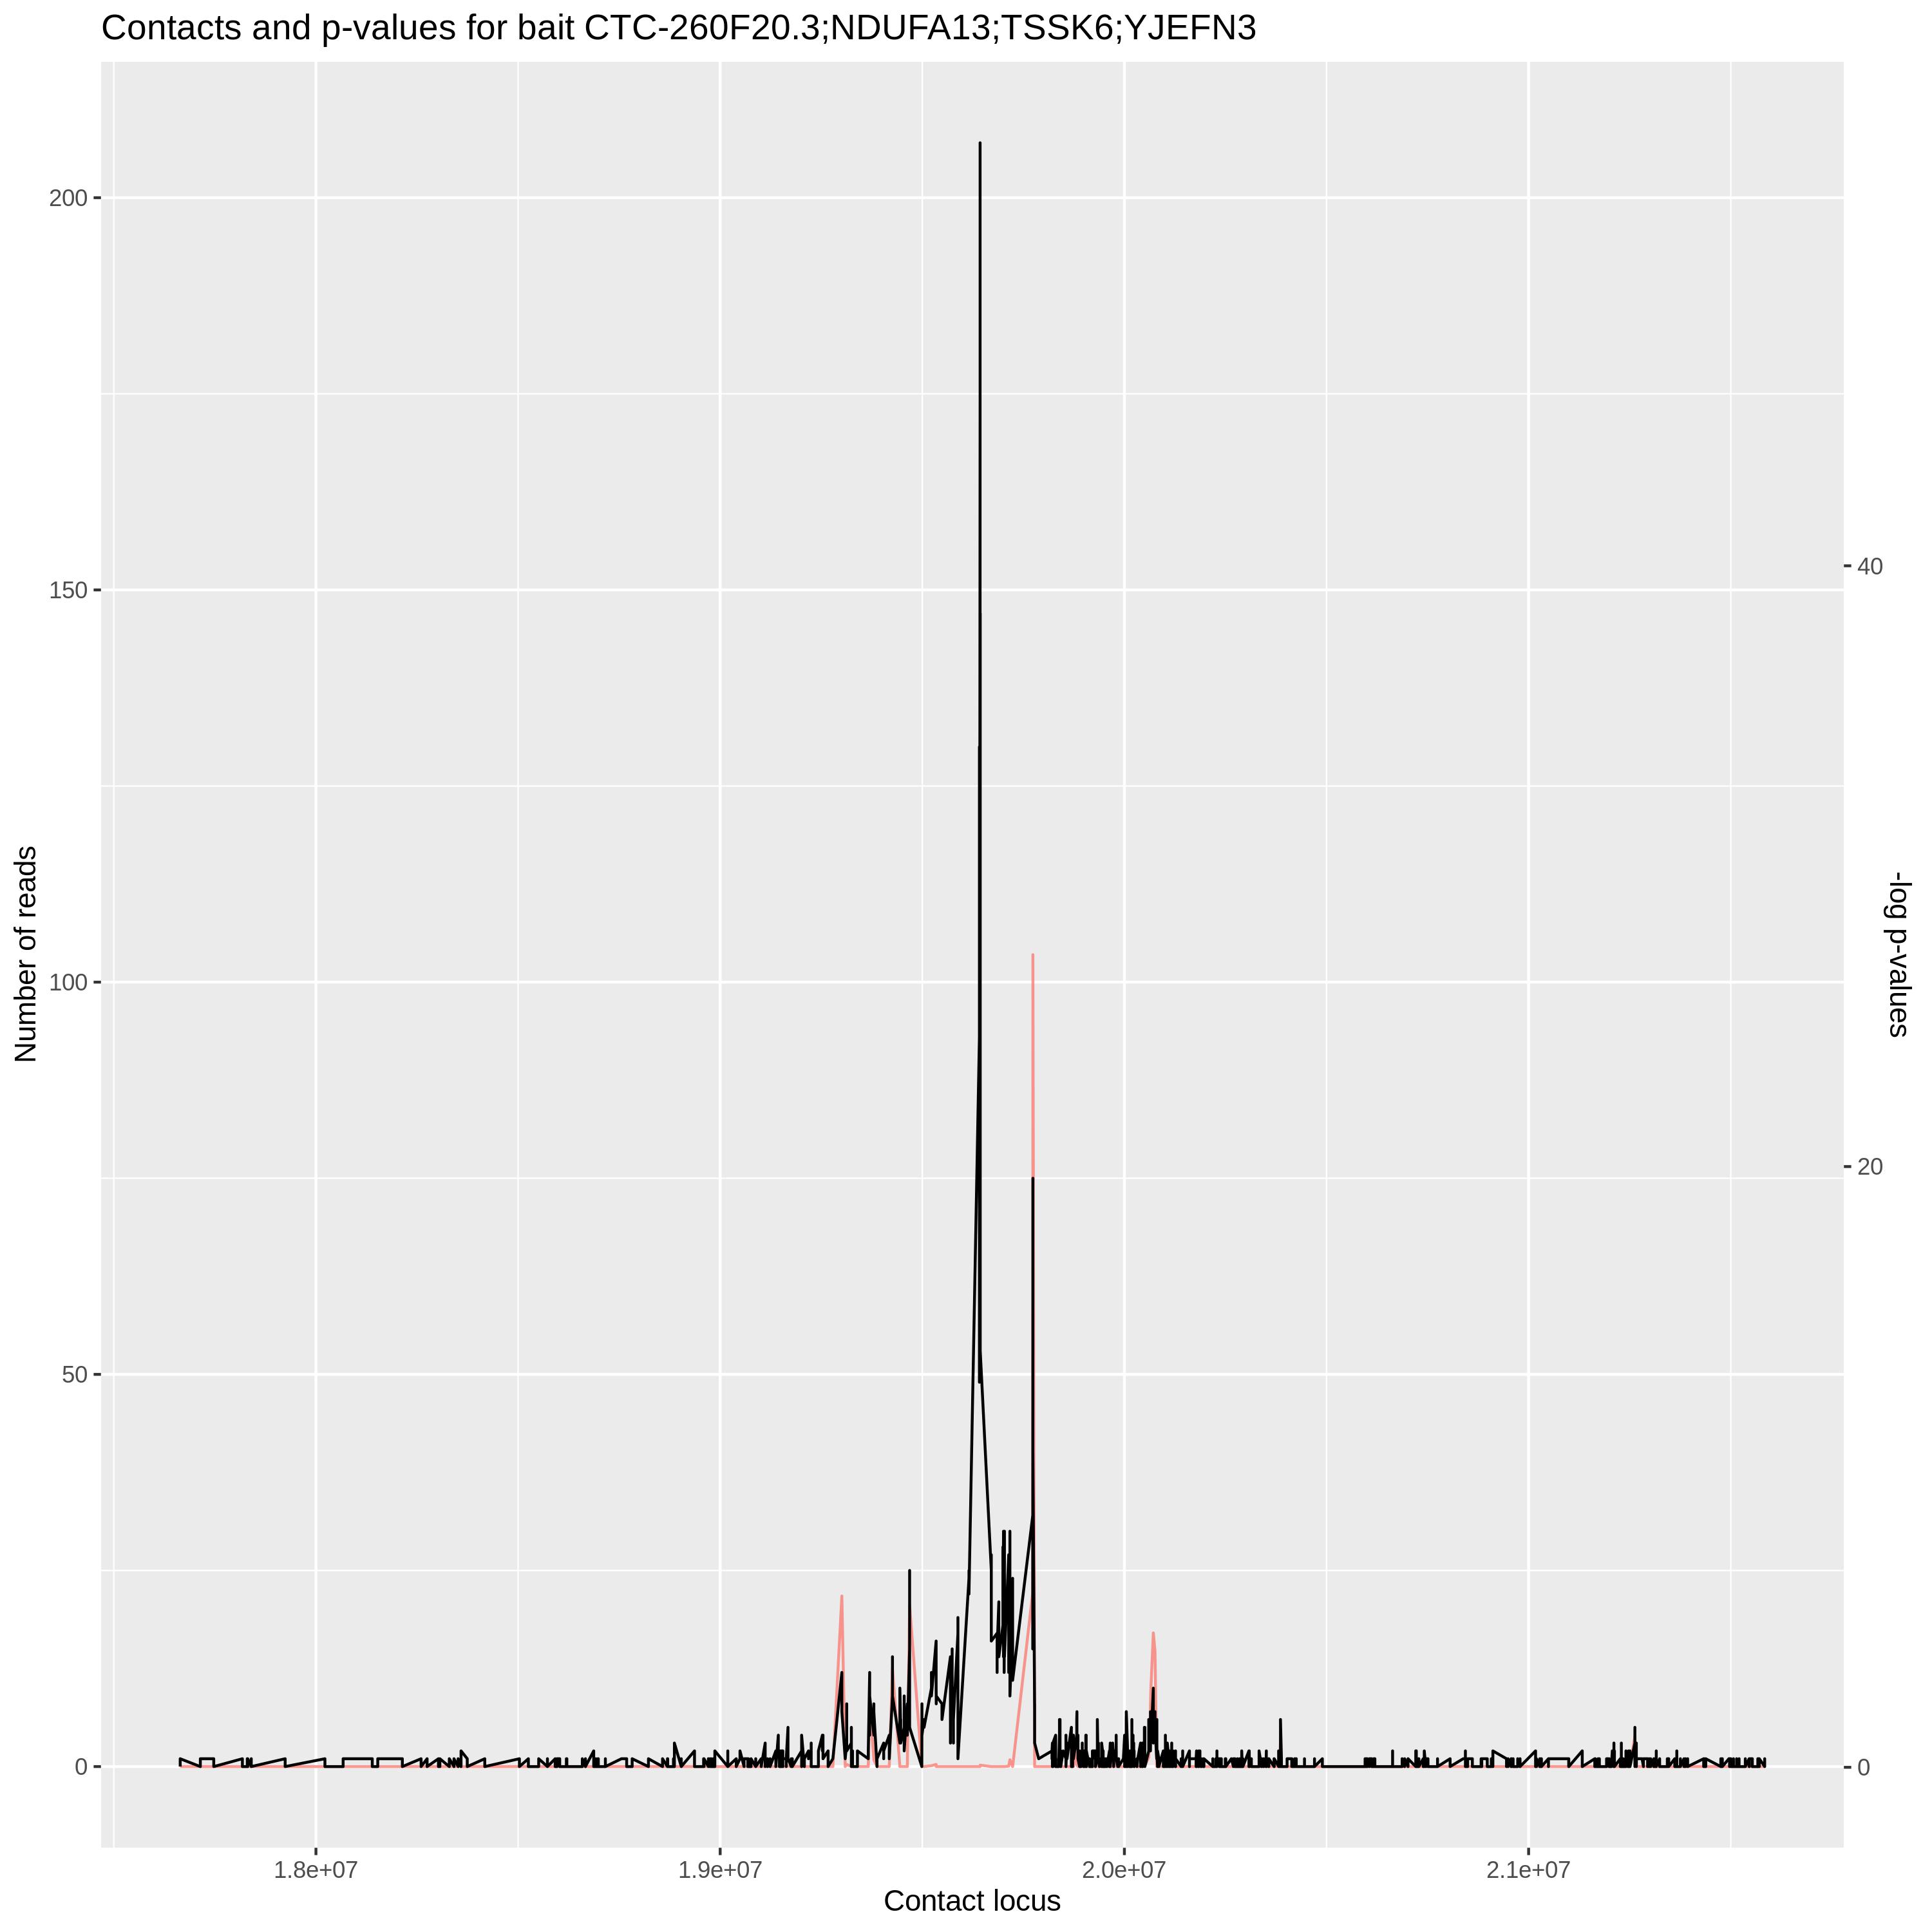 Contacts and p-values for bait CTC-260F20.3;NDUFA13;TSSK6;YJEFN3
200
150
100
50
0
Number of reads
40
20
0
-log p-values
1.8e+07
1.9e+07
2.0e+07
2.1e+07
Contact locus